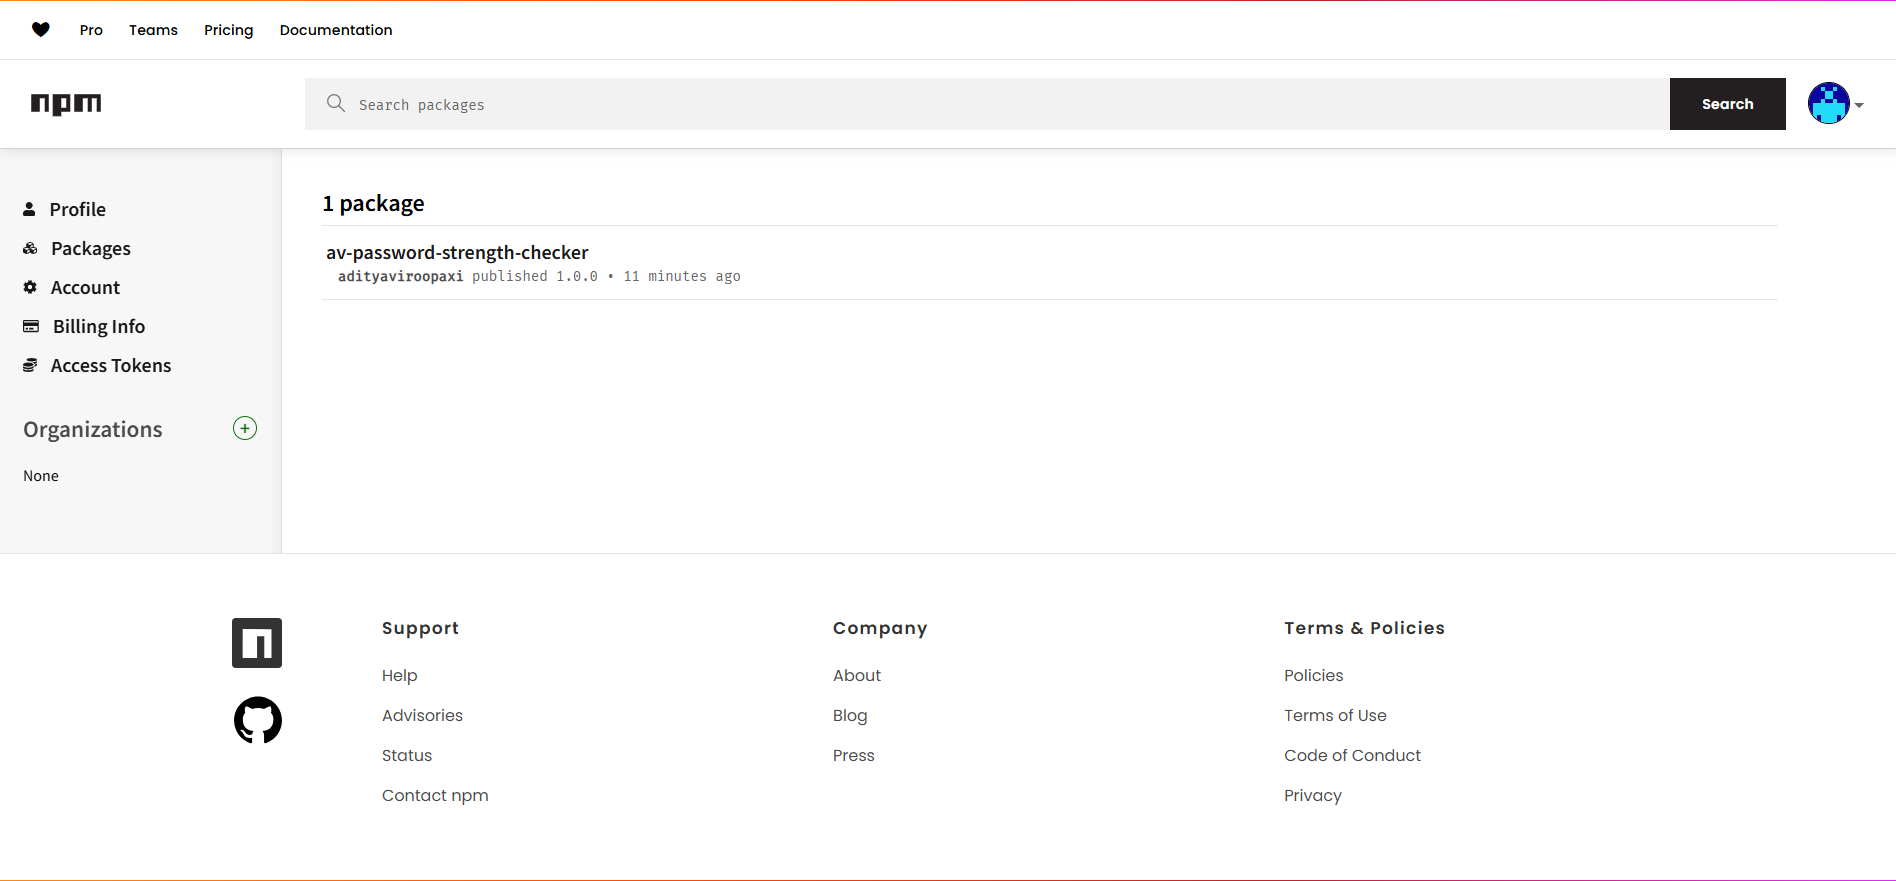 Pro Teams Pricing Documentation
npm
Search packages
Search
Profile
Packages
Account
Billing Info
Access Tokens
Organizations
None
1 package
av-password-strength-checker
adityaviroopaxi published 1.0.0 • 11 minutes ago
Support
Help
Advisories
Status
Contact npm
Company
About
Blog
Press
Terms & Policies
Policies
Terms of Use
Code of Conduct
Privacy